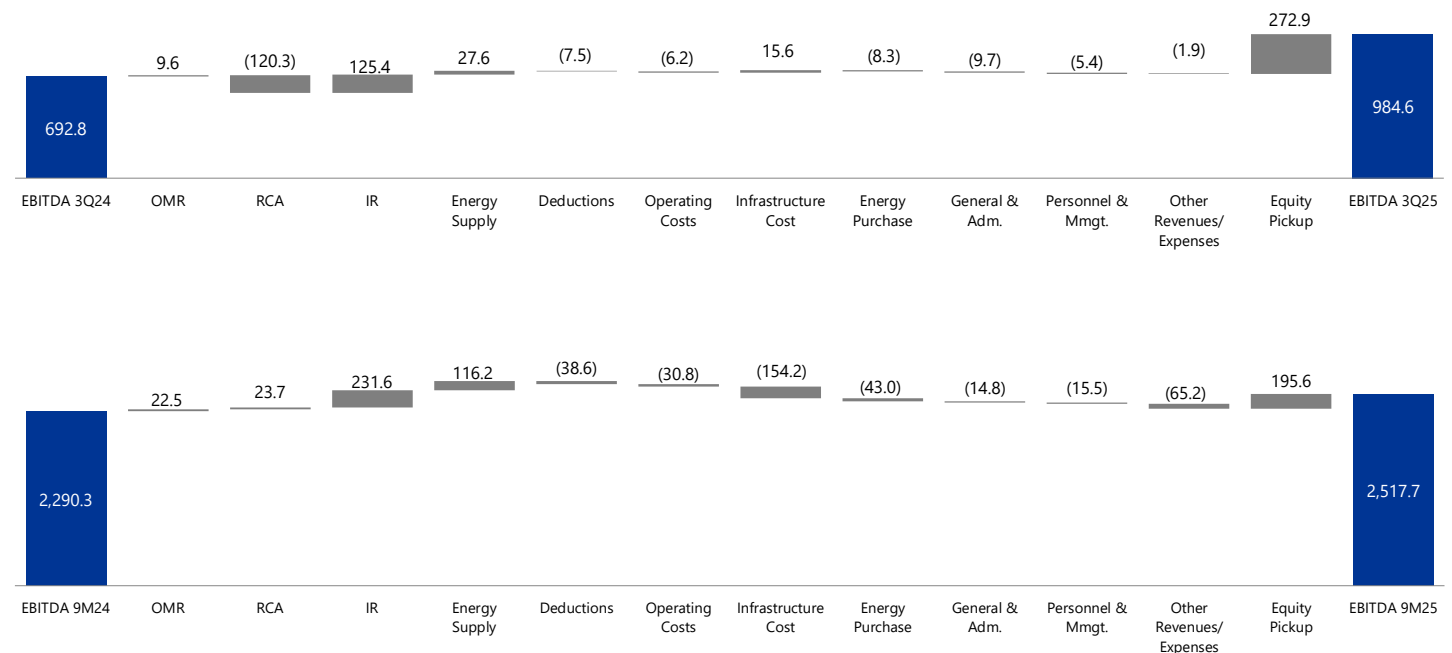 9.6 (120.3) 125.4 27.6 (7.5) (6.2) 15.6 (8.3) (9.7) (5.4) (1.9) 272.9
692.8 984.6
EBITDA 3Q24 OMR RCA IR Energy Deductions Operating Infrastructure Energy General & Personnel & Other Equity EBITDA 3Q25
Supply Costs Cost Purchase Adm. Mmgt. Revenues/ Pickup
Expenses
22.5 23.7 231.6 116.2 (38.6) (30.8) (154.2) (43.0) (14.8) (15.5) (65.2) 195.6
2,290.3 2,517.7
EBITDA 9M24 OMR RCA IR Energy Deductions Operating Infrastructure Energy General & Personnel & Other Equity EBITDA 9M25
Supply Costs Cost Purchase Adm. Mmgt. Revenues/ Pickup
Expenses